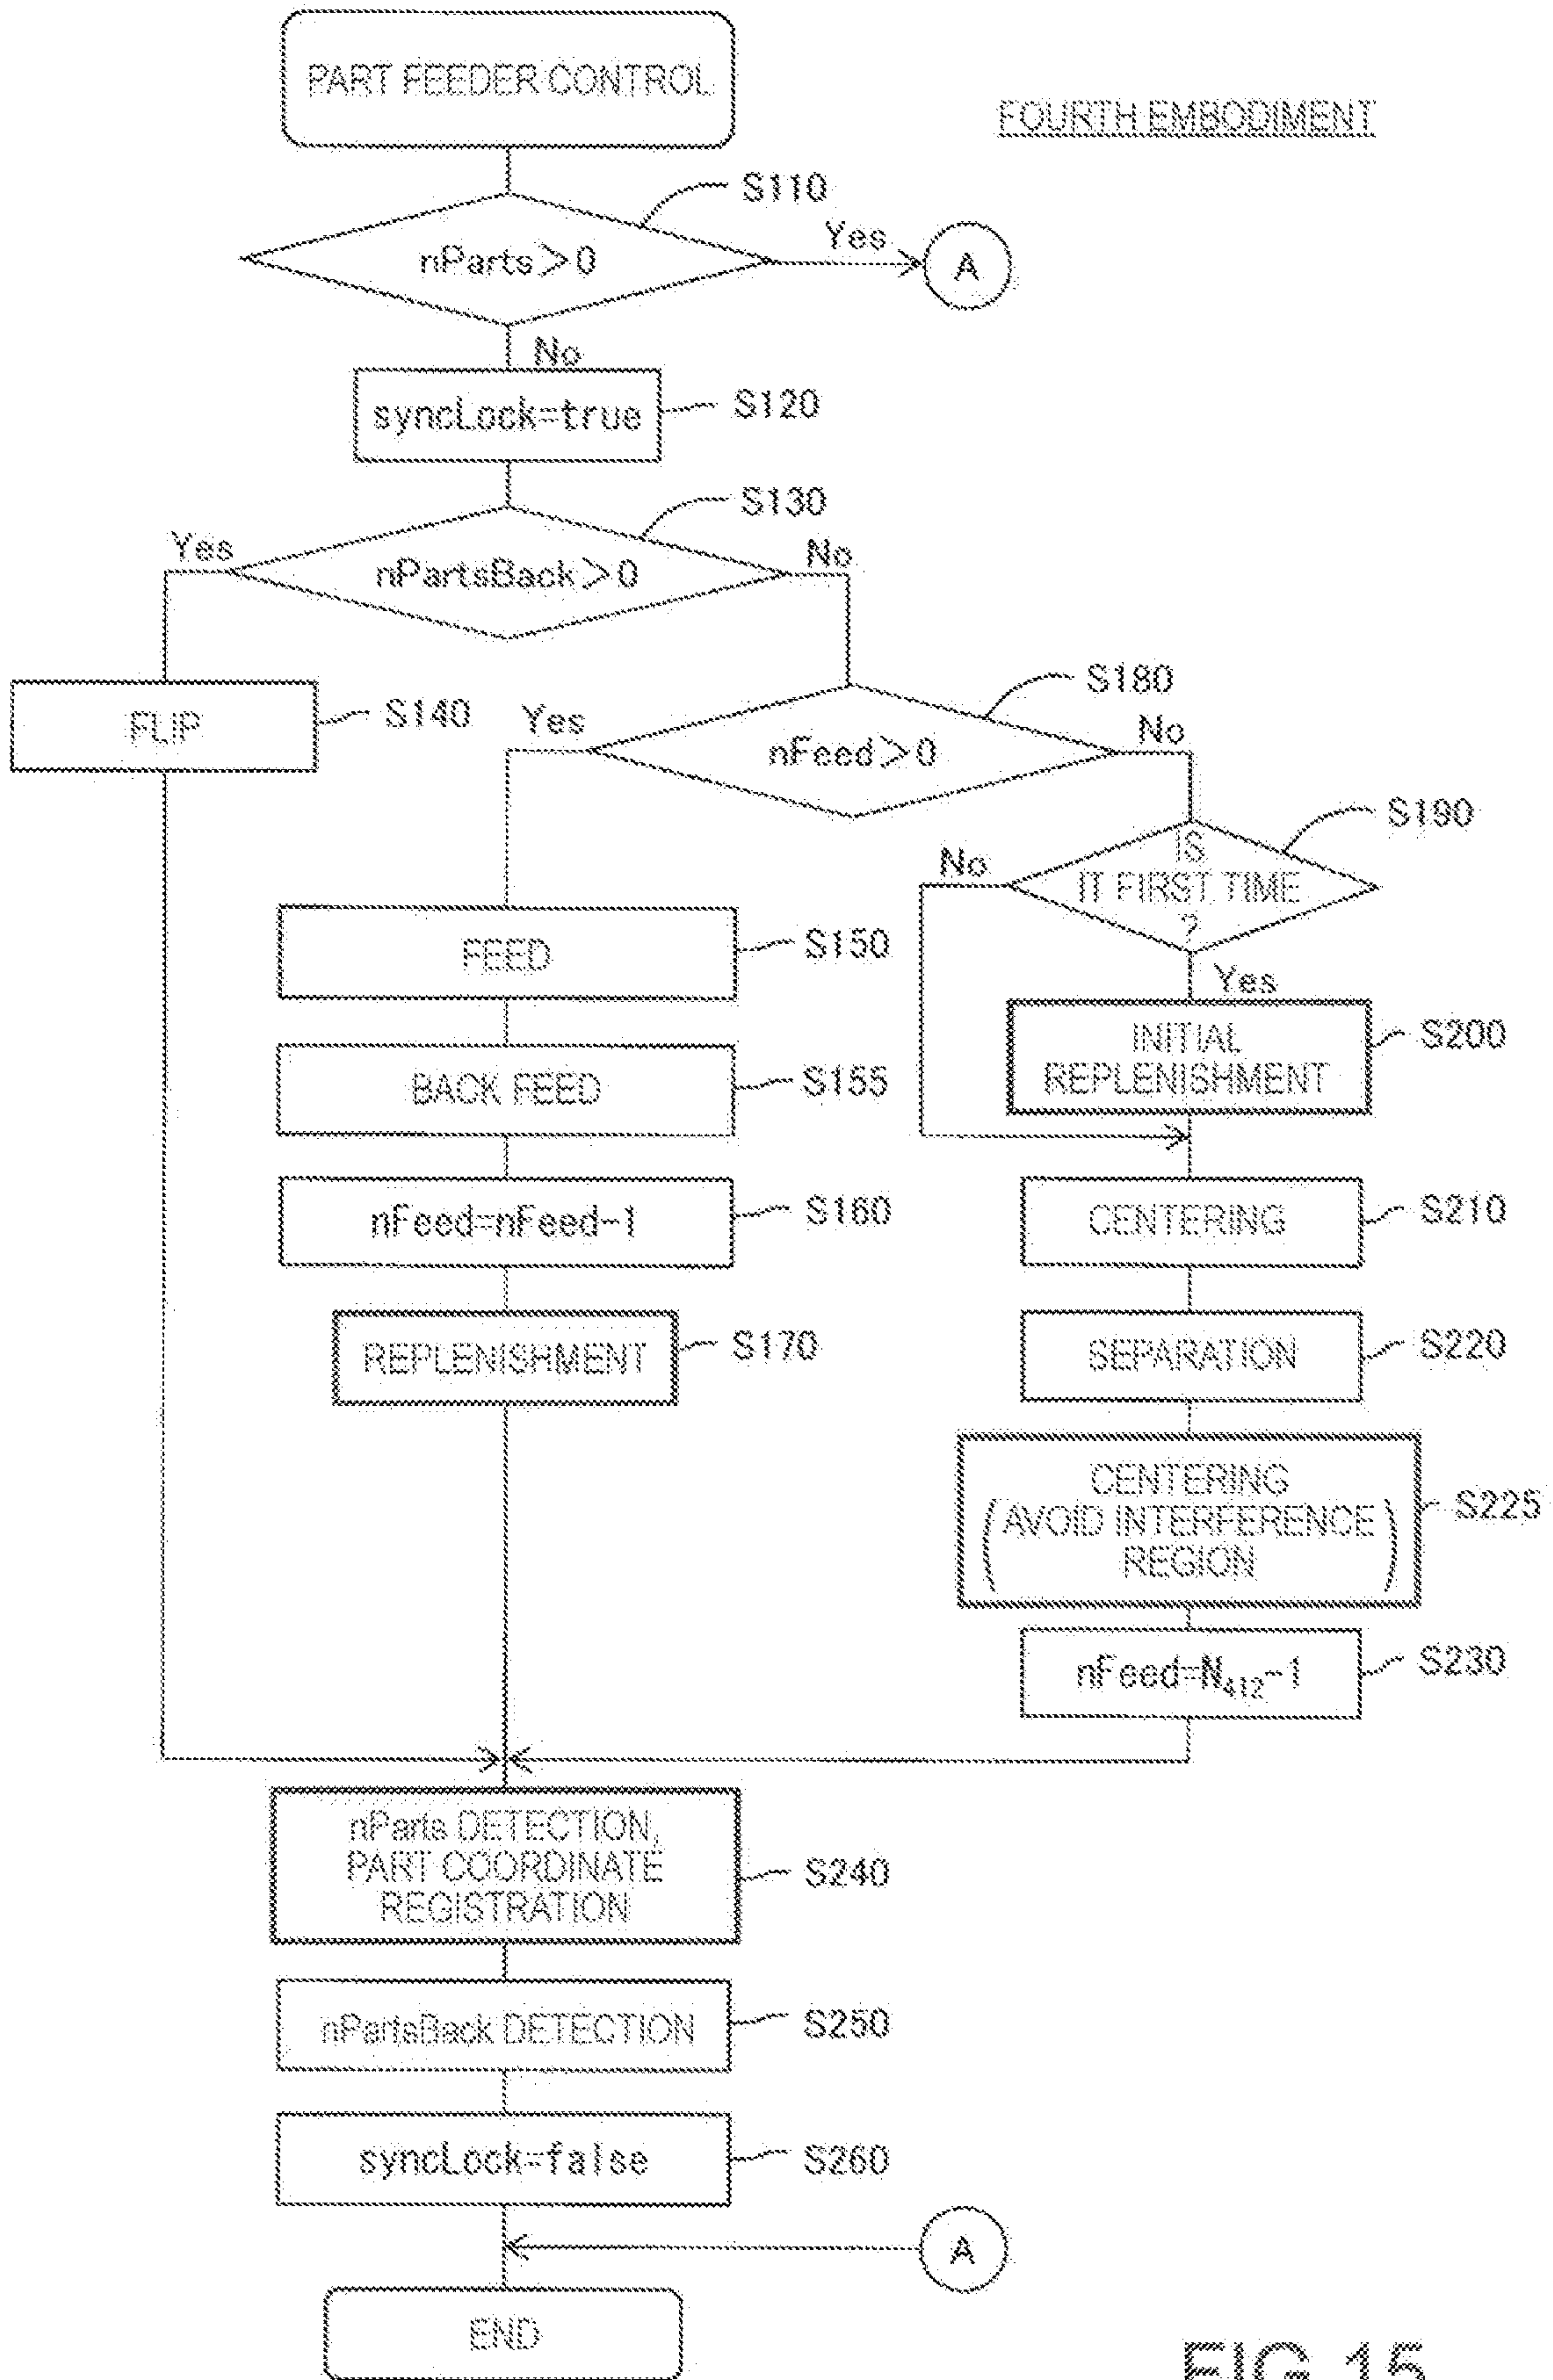 PART FEEDER CONTROL
FOURTH EMBODIMENT
S110
nParts>0
Yes
A
No
syncLock=true
S120
S130
Yes
nPartsBack>0
No
S180
FLIP
S140
Yes
nFeed>0
No
S190
No
IS
IT FIRST TIME
?
Yes
FEED
S150
INITIAL
REPLENISHMENT
S200
BACK FEED
S155
nFeed=nFeed-1
S160
CENTERING
S210
REPLENISHMENT
S170
SEPARATION
S220
CENTERING
(AVOID INTERFERENCE
REGION)
S225
nFeed=N412-1
S230
nParts DETECTION,
PART COORDINATE
REGISTRATION
S240
nPartsBack DETECTION
S250
syncLock=false
S260
A
END
FIG.15